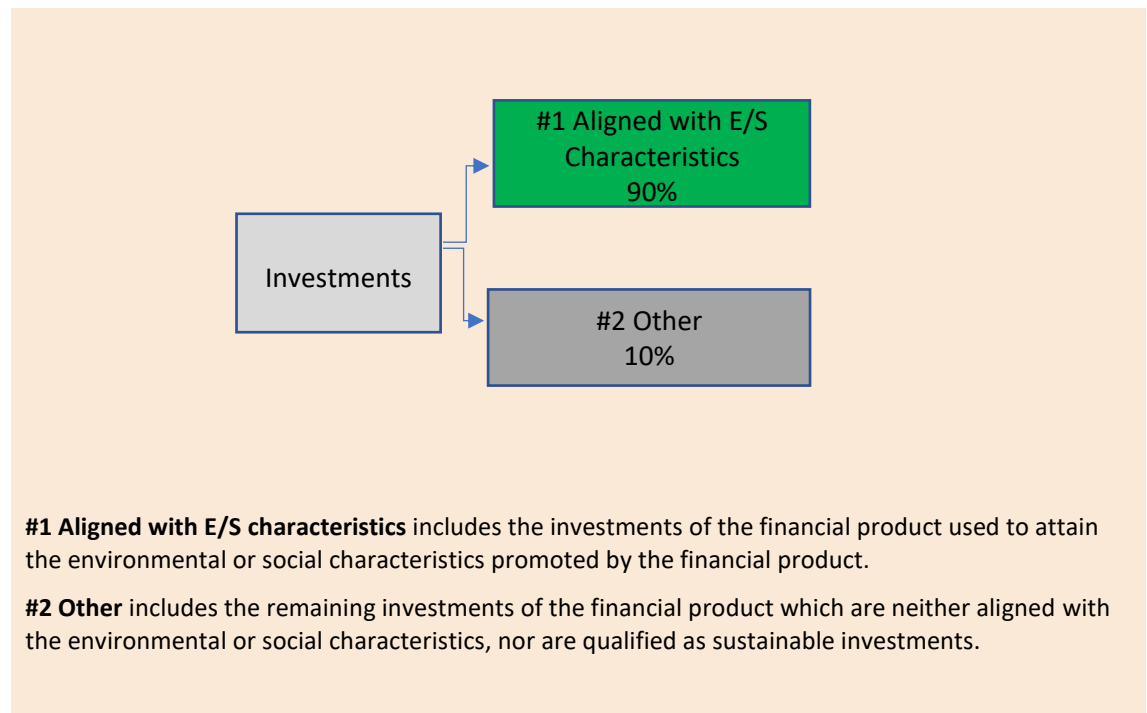 #1 Aligned with E/S
Characteristics
90%
Investments
#2 Other
10%
#1 Aligned with E/S characteristics includes the investments of the financial product used to attain
the environmental or social characteristics promoted by the financial product.
#2 Other includes the remaining investments of the financial product which are neither aligned with
the environmental or social characteristics, nor are qualified as sustainable investments.